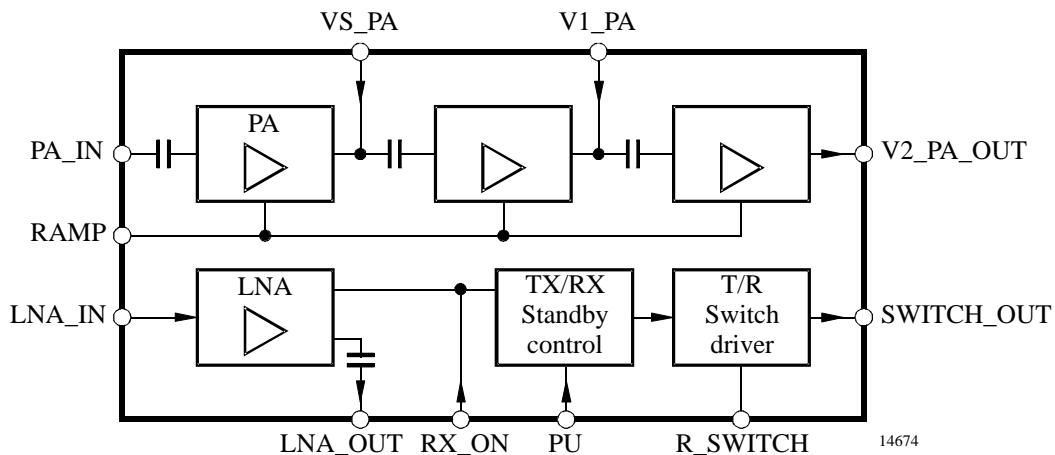 VS_PA
V1_PA
PA
PA_IN
V2_PA_OUT
RAMP
LNA
TX/RX
Standby
control
T/R
Switch
driver
LNA_IN
SWITCH_OUT
LNA_OUT
RX_ON
PU
R_SWITCH
14674